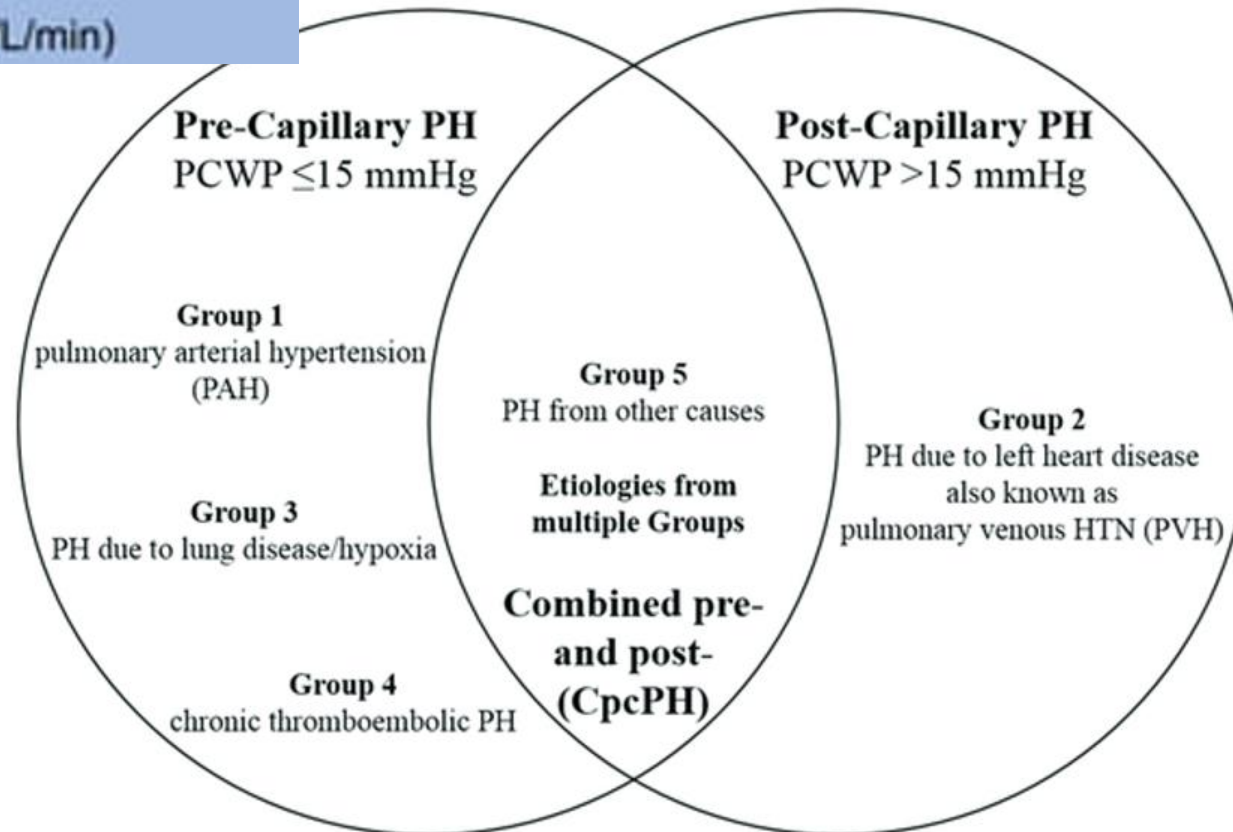 L/min)
Pre-Capillary PH
PCWP ≤15 mmHg
Post-Capillary PH
PCWP >15 mmHg
Group 1
pulmonary arterial hypertension
(PAH)
Group 3
PH due to lung disease/hypoxia
Group 4
chronic thromboembolic PH
Group 5
PH from other causes
Etiologies from
multiple Groups
Combined pre-
and post-
(CpcPH)
Group 2
PH due to left heart disease
also known as
pulmonary venous HTN (PVH)